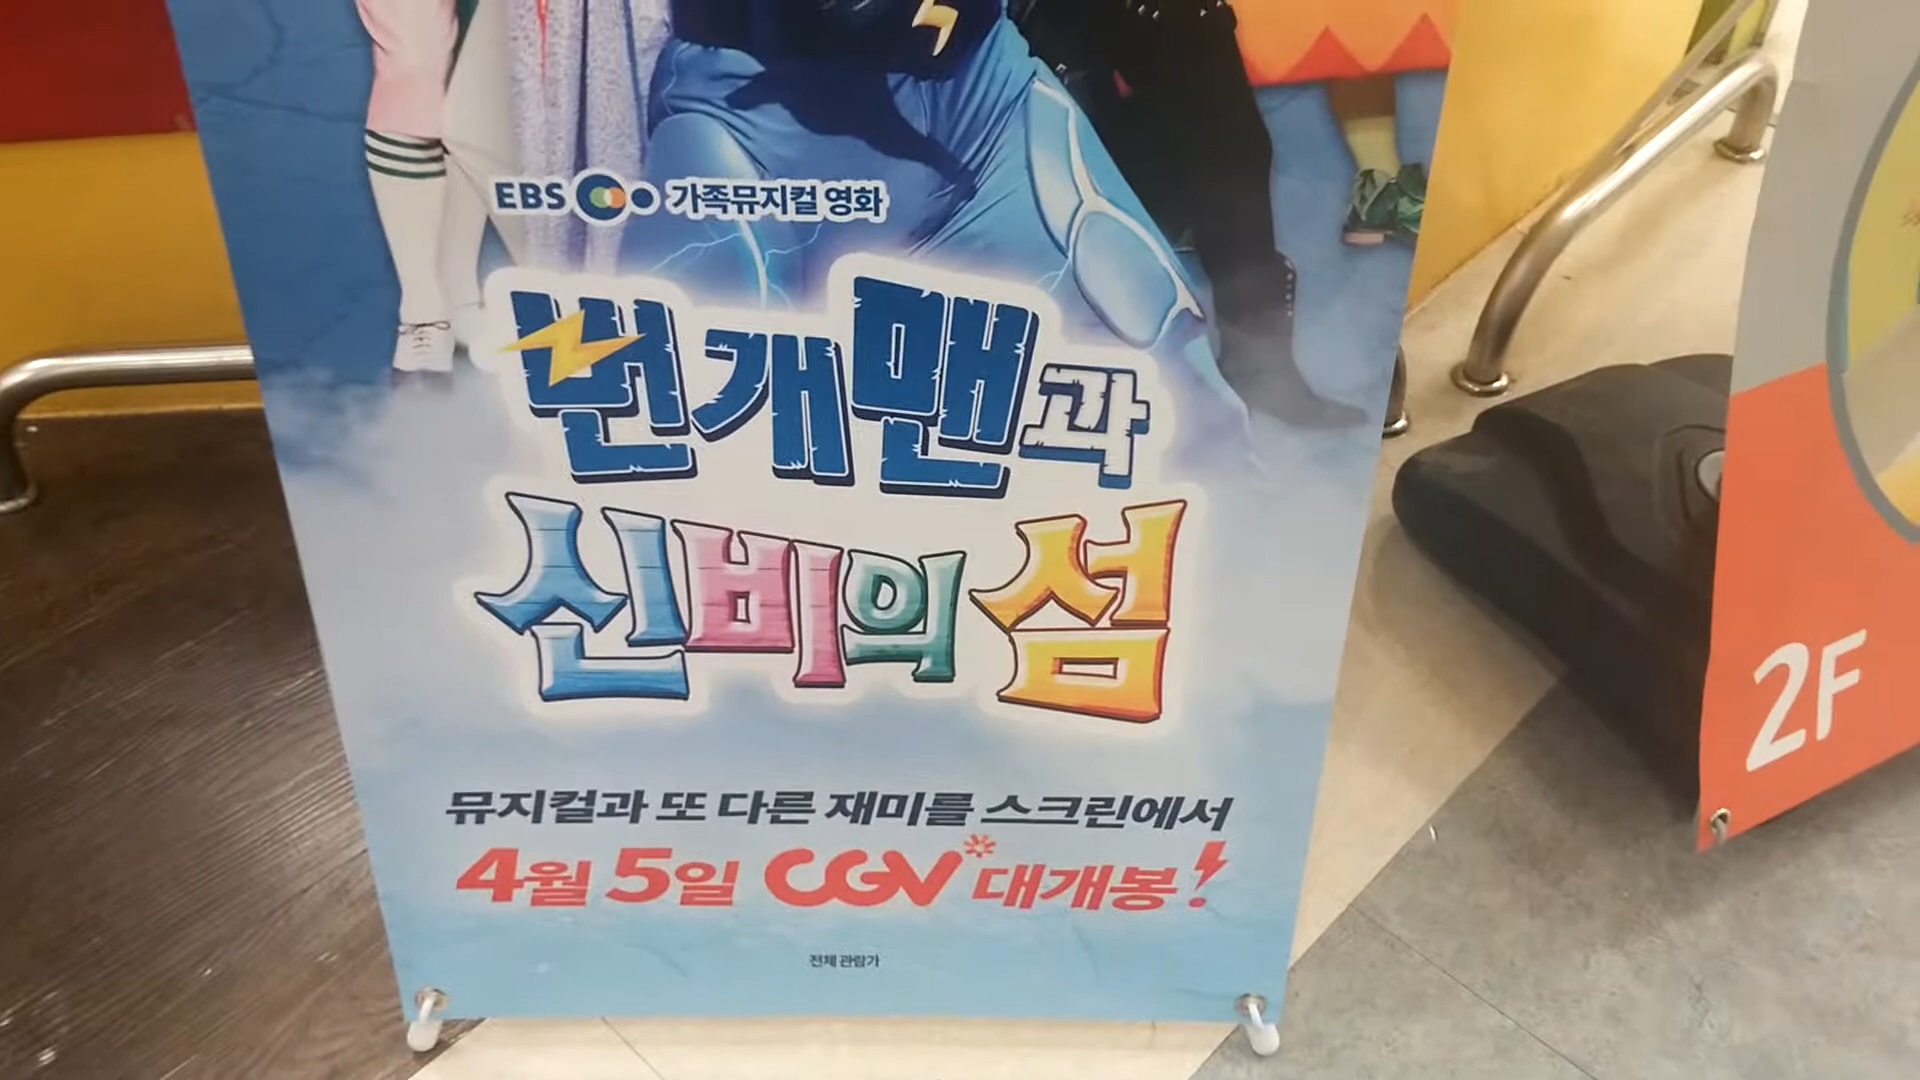 EBS 가족뮤지컬 영화
번개맨과
신비의 섬
뮤지컬과 또 다른 재미를 스크린에서
4월 5일 CGV 대개봉!
전체 관람가
2F